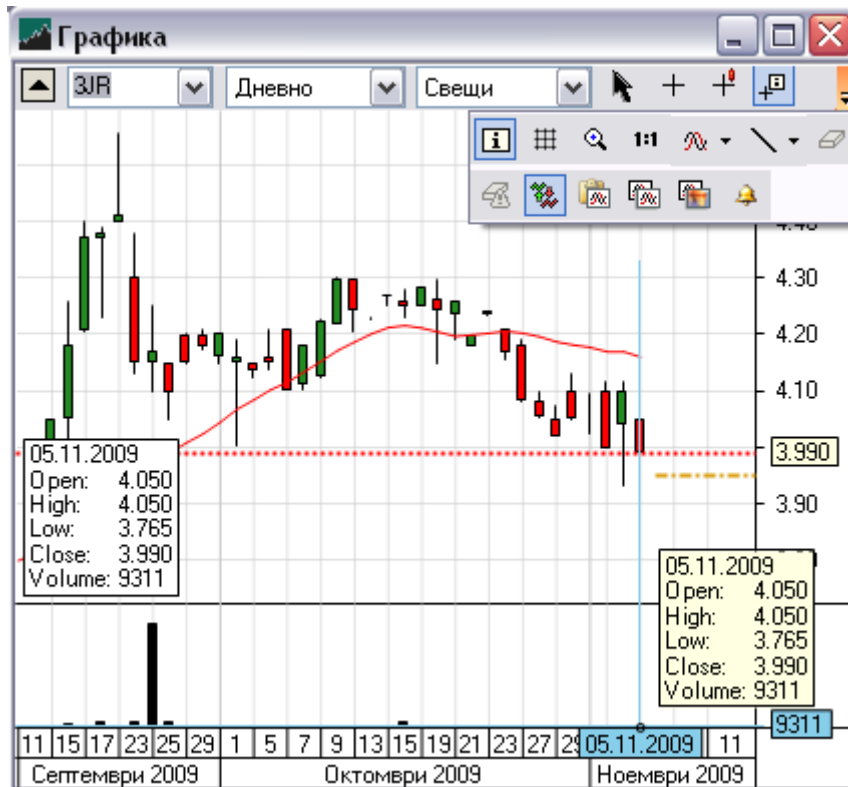 Графика
3JR Дневно Свещи
1:1
4.40
4.30
4.20
4.10
3.990
3.90
05.11.2009
Open: 4.050
High: 4.050
Low: 3.765
Close: 3.990
Volume: 9311
05.11.2009
Open: 4.050
High: 4.050
Low: 3.765
Close: 3.990
Volume: 9311
9311
11 15 17 23 25 29 1 5 7 9 13 15 19 21 23 27 29 05.11.2009 11
Септември 2009 Октомври 2009 Ноември 2009